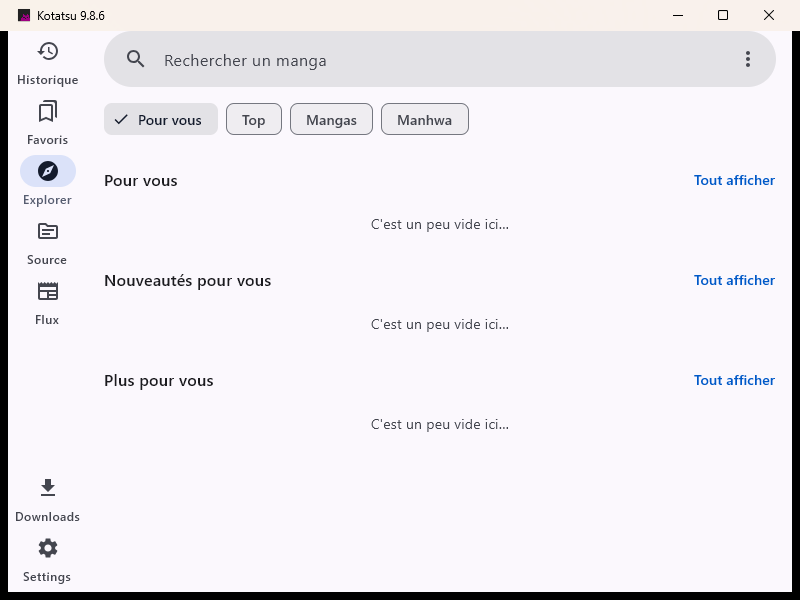 Kotatsu 9.8.6
Historique
Favoris
Explorer
Source
Flux
Downloads
Settings
Rechercher un manga
Pour vous
Top
Mangas
Manhwa
Pour vous
Tout afficher
C'est un peu vide ici...
Nouveautés pour vous
Tout afficher
C'est un peu vide ici...
Plus pour vous
Tout afficher
C'est un peu vide ici...